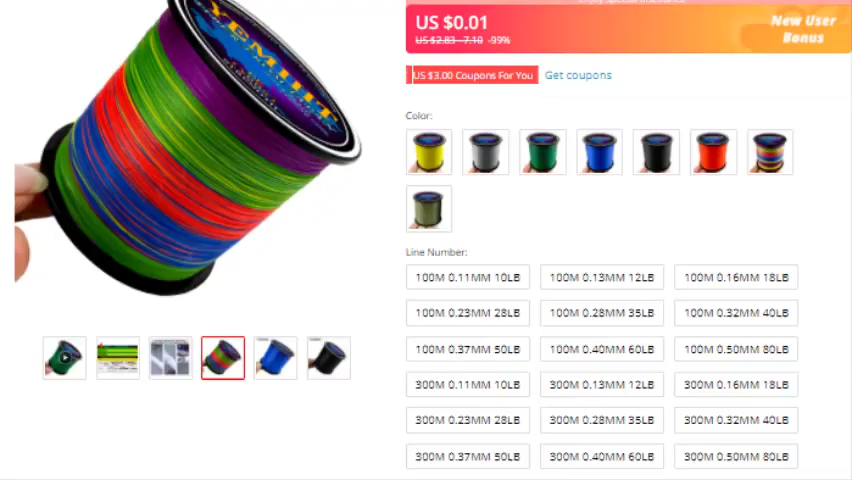 US $0.01
US $2.83 - 7.10 -99%
New User
Bonus
US $3.00 Coupons For You Get coupons
Color:
Line Number:
100M 0.11MM 10LB 100M 0.13MM 12LB 100M 0.16MM 18LB
100M 0.23MM 28LB 100M 0.28MM 35LB 100M 0.32MM 40LB
100M 0.37MM 50LB 100M 0.40MM 60LB 100M 0.50MM 80LB
300M 0.11MM 10LB 300M 0.13MM 12LB 300M 0.16MM 18LB
300M 0.23MM 28LB 300M 0.28MM 35LB 300M 0.32MM 40LB
300M 0.37MM 50LB 300M 0.40MM 60LB 300M 0.50MM 80LB